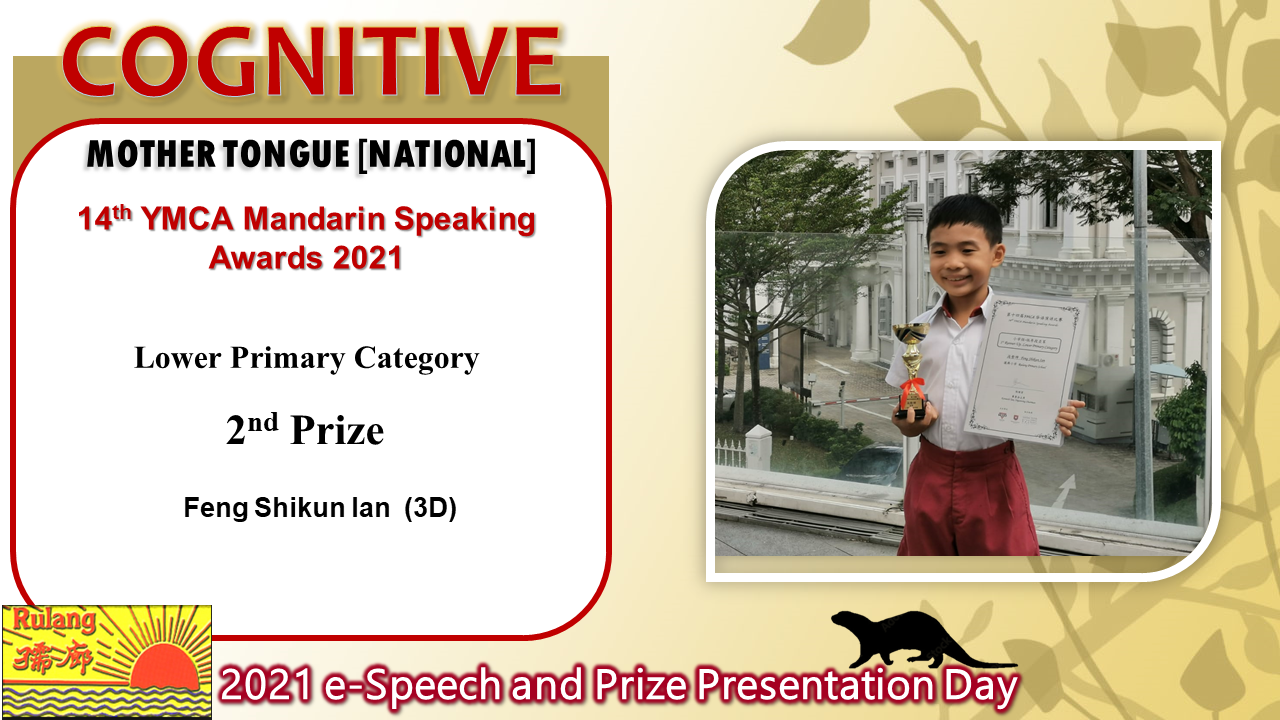 COGNITIVE
MOTHER TONGUE [NATIONAL]
14th YMCA Mandarin Speaking
Awards 2021
Lower Primary Category
2nd Prize
Feng Shikun Ian (3D)
Rulang
2021 e-Speech and Prize Presentation Day